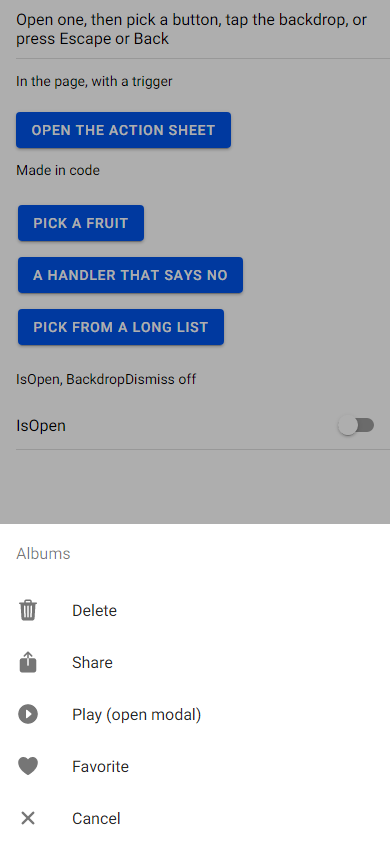 Open one, then pick a button, tap the backdrop, or
press Escape or Back
In the page, with a trigger
OPEN THE ACTION SHEET
Made in code
PICK A FRUIT
A HANDLER THAT SAYS NO
PICK FROM A LONG LIST
IsOpen, BackdropDismiss off
IsOpen
Albums
Delete
Share
Play (open modal)
Favorite
Cancel